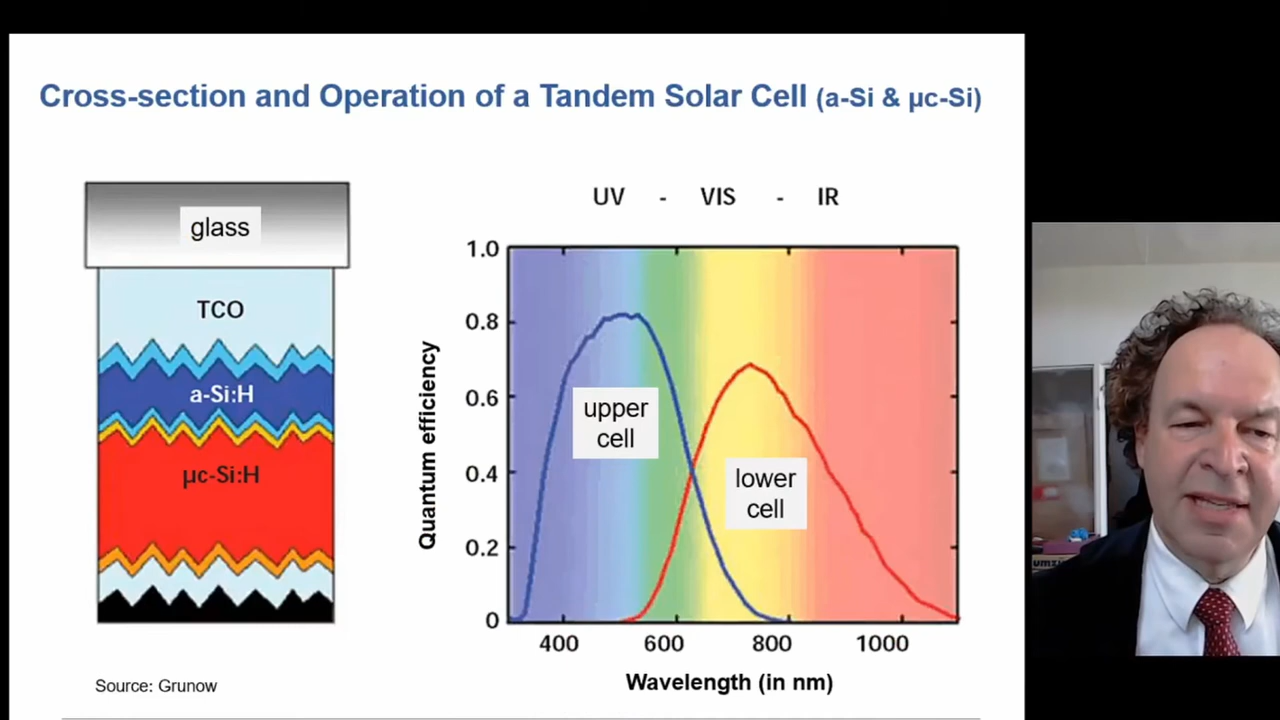 Cross-section and Operation of a Tandem Solar Cell (a-Si & µc-Si)
glass
TCO
a-Si:H
µc-Si:H
Source: Grunow
UV - VIS - IR
Quantum efficiency
1.0
0.8
0.6
0.4
0.2
0
upper
cell
lower
cell
400 600 800 1000
Wavelength (in nm)